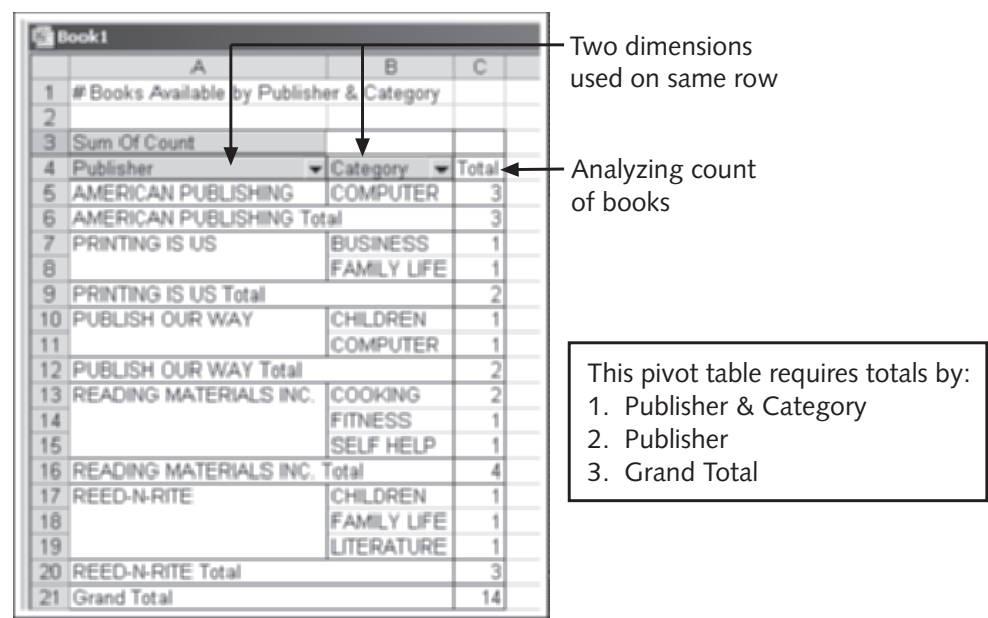 Book1
A B C
1 # Books Available by Publisher & Category
2
3 Sum Of Count
4 Publisher Category Total
5 AMERICAN PUBLISHING COMPUTER 3
6 AMERICAN PUBLISHING Total 3
7 PRINTING IS US BUSINESS 1
8 FAMILY LIFE 1
9 PRINTING IS US Total 2
10 PUBLISH OUR WAY CHILDREN 1
11 COMPUTER 1
12 PUBLISH OUR WAY Total 2
13 READING MATERIALS INC. COOKING 2
14 FITNESS 1
15 SELF HELP 1
16 READING MATERIALS INC. Total 4
17 REED-N-RITE CHILDREN 1
18 FAMILY LIFE 1
19 LITERATURE 1
20 REED-N-RITE Total 3
21 Grand Total 14
Two dimensions
used on same row
Analyzing count
of books
This pivot table requires totals by:
1. Publisher & Category
2. Publisher
3. Grand Total